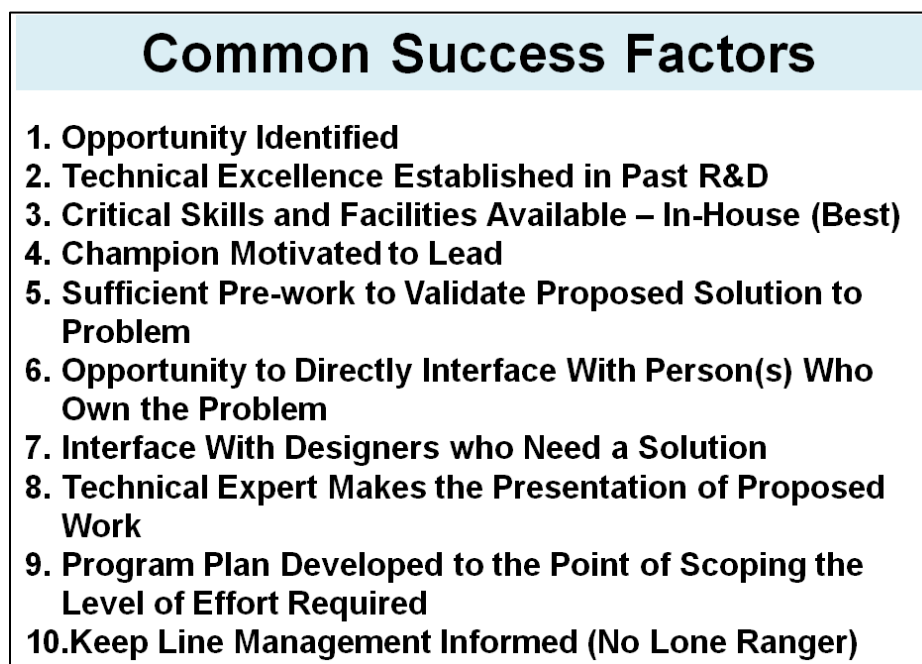 Common Success Factors
1. Opportunity Identified
2. Technical Excellence Established in Past R&D
3. Critical Skills and Facilities Available – In-House (Best)
4. Champion Motivated to Lead
5. Sufficient Pre-work to Validate Proposed Solution to
Problem
6. Opportunity to Directly Interface With Person(s) Who
Own the Problem
7. Interface With Designers who Need a Solution
8. Technical Expert Makes the Presentation of Proposed
Work
9. Program Plan Developed to the Point of Scoping the
Level of Effort Required
10.Keep Line Management Informed (No Lone Ranger)